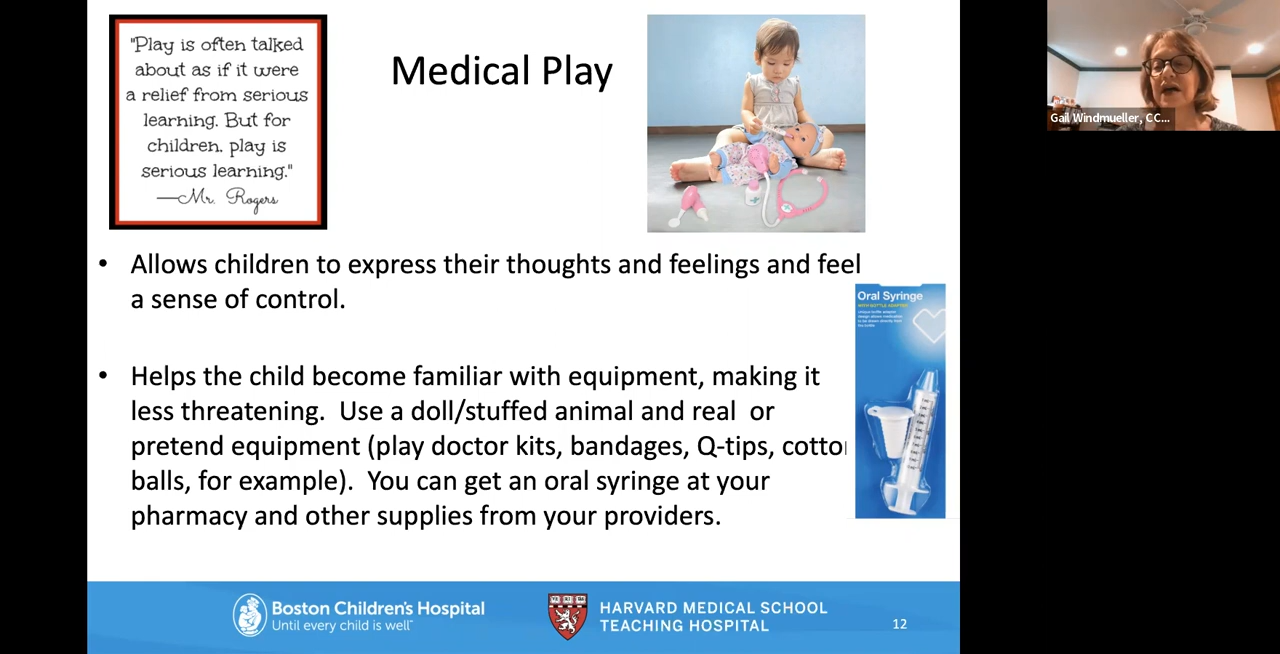 "Play is often talked
about as if it were
a relief from serious
learning. But for
children, play is
serious learning."
—Mr. Rogers
Medical Play
Gail Windmueller, CC...
• Allows children to express their thoughts and feelings and feel
a sense of control.
Oral Syringe
WITH BOTTLE ADAPTER
• Helps the child become familiar with equipment, making it
less threatening. Use a doll/stuffed animal and real or
pretend equipment (play doctor kits, bandages, Q-tips, cotto
balls, for example). You can get an oral syringe at your
pharmacy and other supplies from your providers.
Boston Children's Hospital
Until every child is well™
HARVARD MEDICAL SCHOOL
TEACHING HOSPITAL
12